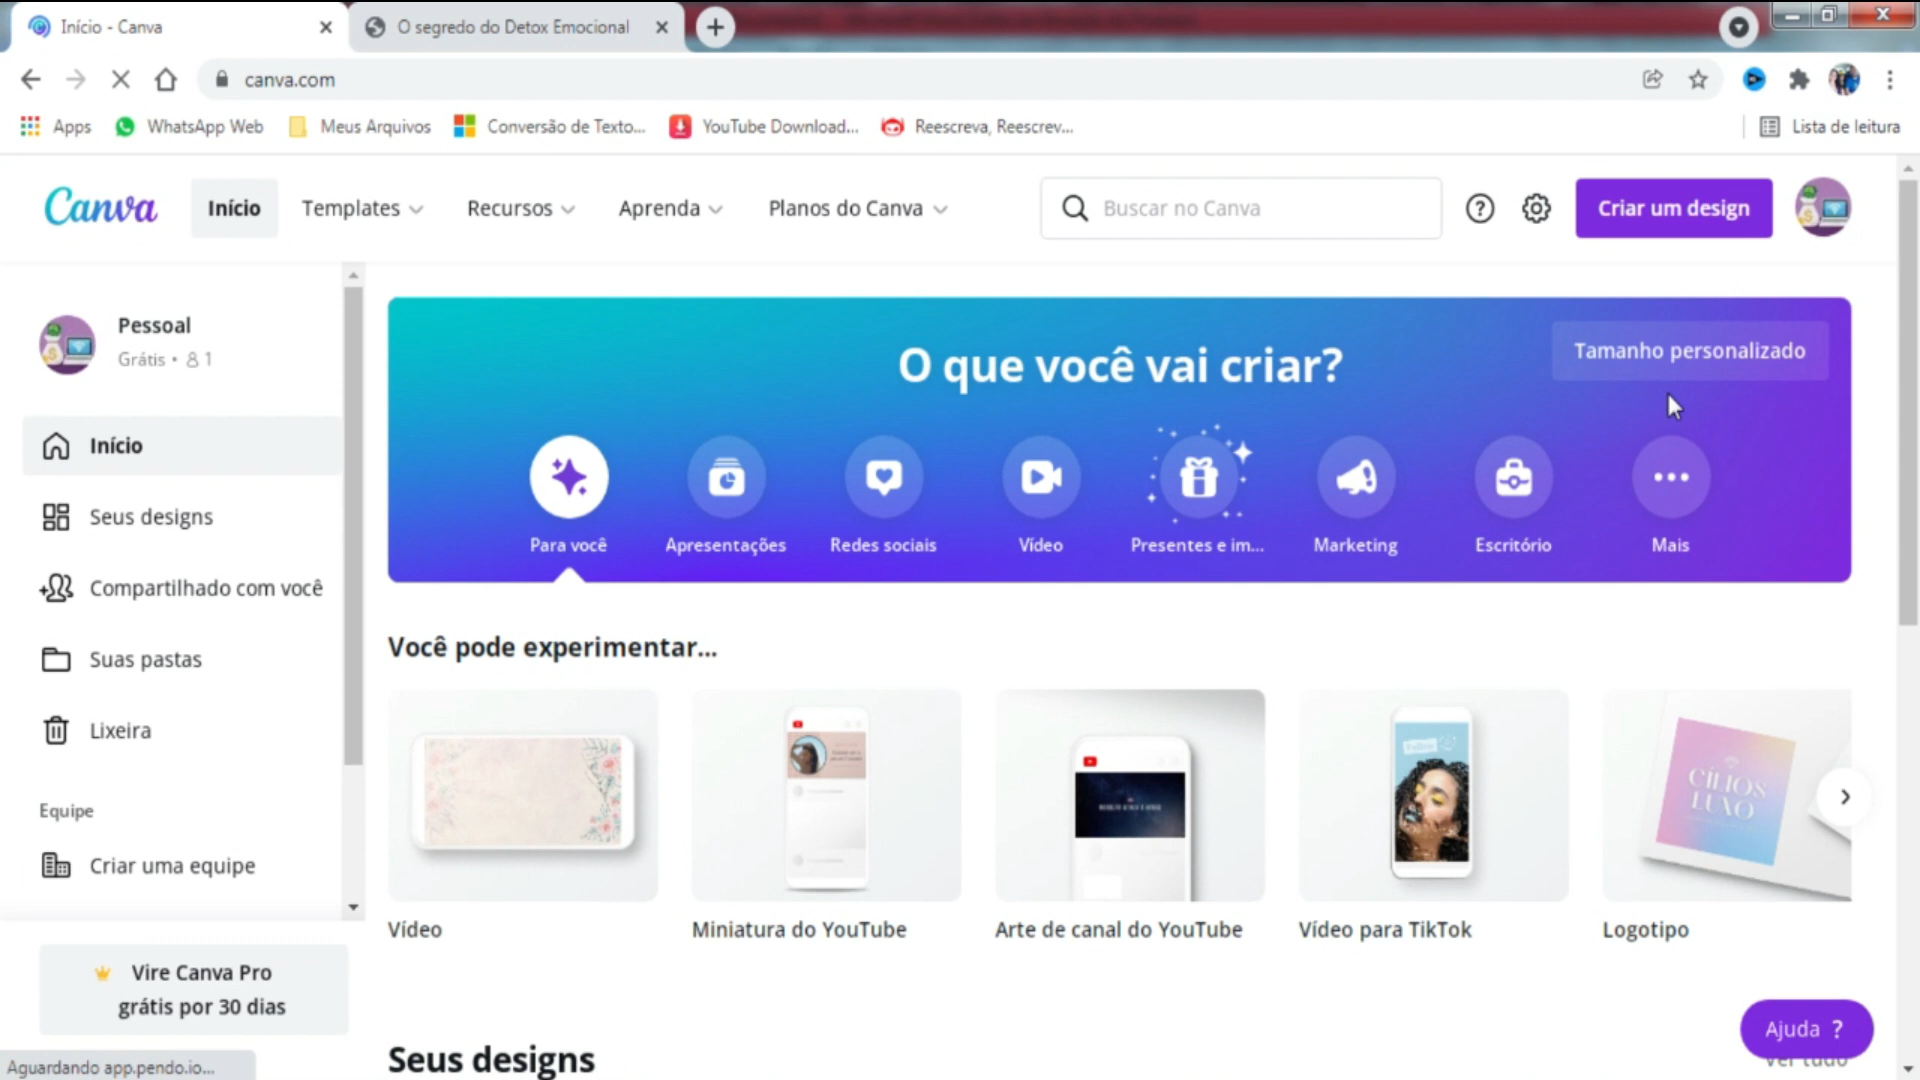 Início - Canva
O segredo do Detox Emocional
canva.com
Apps
WhatsApp Web
Meus Arquivos
Conversão de Texto...
YouTube Download...
Reescreva, Reescrev...
Lista de leitura
Canva
Início
Templates
Recursos
Aprenda
Planos do Canva
Buscar no Canva
Criar um design
Pessoal
Grátis • 1
Início
Seus designs
Compartilhado com você
Suas pastas
Lixeira
Equipe
Criar uma equipe
Vire Canva Pro
grátis por 30 dias
Aguardando app.pendo.io...
O que você vai criar?
Tamanho personalizado
Para você
Apresentações
Redes sociais
Vídeo
Presentes e im...
Marketing
Escritório
Mais
Você pode experimentar...
CÍLIOS
LUXO
Vídeo
Miniatura do YouTube
Arte de canal do YouTube
Vídeo para TikTok
Logotipo
Seus designs
Ajuda ?
Ver tudo